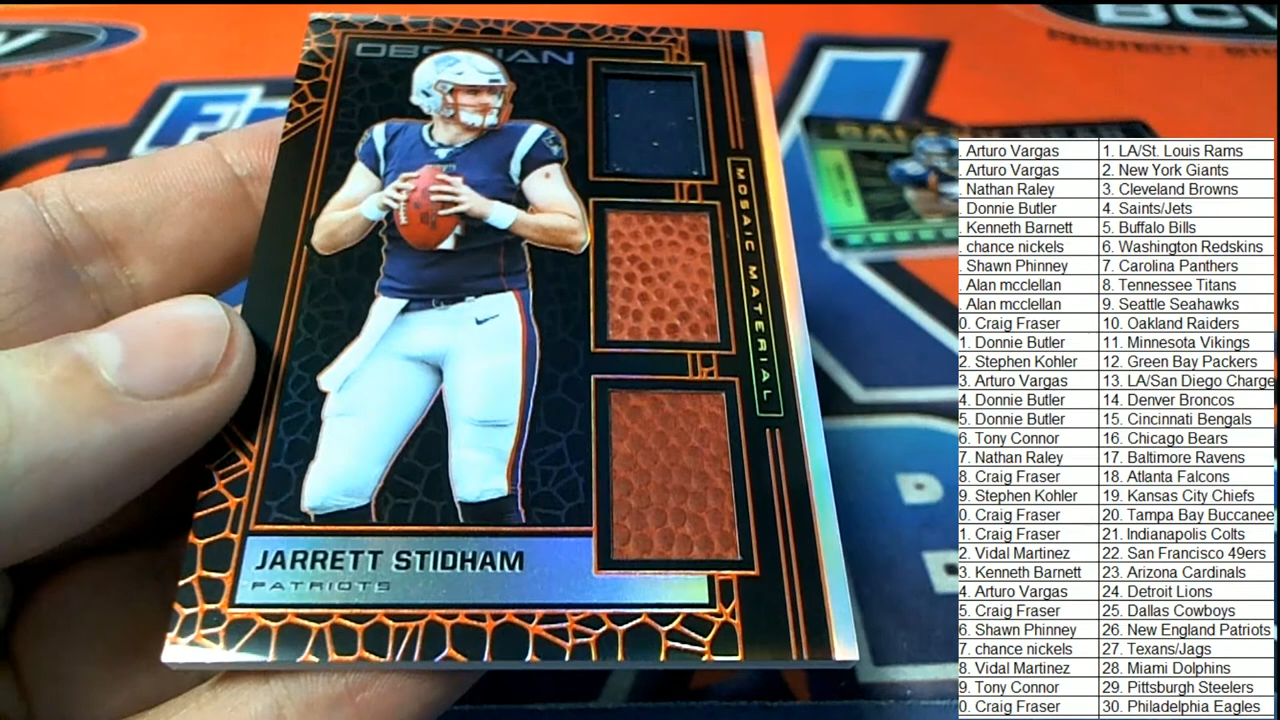 OBSIDIAN
MOSAIC MATERIAL
JARRETT STIDHAM
PATRIOTS
BCW
PROTECT
. Arturo Vargas 1. LA/St. Louis Rams
. Arturo Vargas 2. New York Giants
. Nathan Raley 3. Cleveland Browns
. Donnie Butler 4. Saints/Jets
. Kenneth Barnett 5. Buffalo Bills
. chance nickels 6. Washington Redskins
. Shawn Phinney 7. Carolina Panthers
. Alan mcclellan 8. Tennessee Titans
. Alan mcclellan 9. Seattle Seahawks
0. Craig Fraser 10. Oakland Raiders
1. Donnie Butler 11. Minnesota Vikings
2. Stephen Kohler 12. Green Bay Packers
3. Arturo Vargas 13. LA/San Diego Charge
4. Donnie Butler 14. Denver Broncos
5. Donnie Butler 15. Cincinnati Bengals
6. Tony Connor 16. Chicago Bears
7. Nathan Raley 17. Baltimore Ravens
8. Craig Fraser 18. Atlanta Falcons
9. Stephen Kohler 19. Kansas City Chiefs
0. Craig Fraser 20. Tampa Bay Buccanee
1. Craig Fraser 21. Indianapolis Colts
2. Vidal Martinez 22. San Francisco 49ers
3. Kenneth Barnett 23. Arizona Cardinals
4. Arturo Vargas 24. Detroit Lions
5. Craig Fraser 25. Dallas Cowboys
6. Shawn Phinney 26. New England Patriots
7. chance nickels 27. Texans/Jags
8. Vidal Martinez 28. Miami Dolphins
9. Tony Connor 29. Pittsburgh Steelers
0. Craig Fraser 30. Philadelphia Eagles